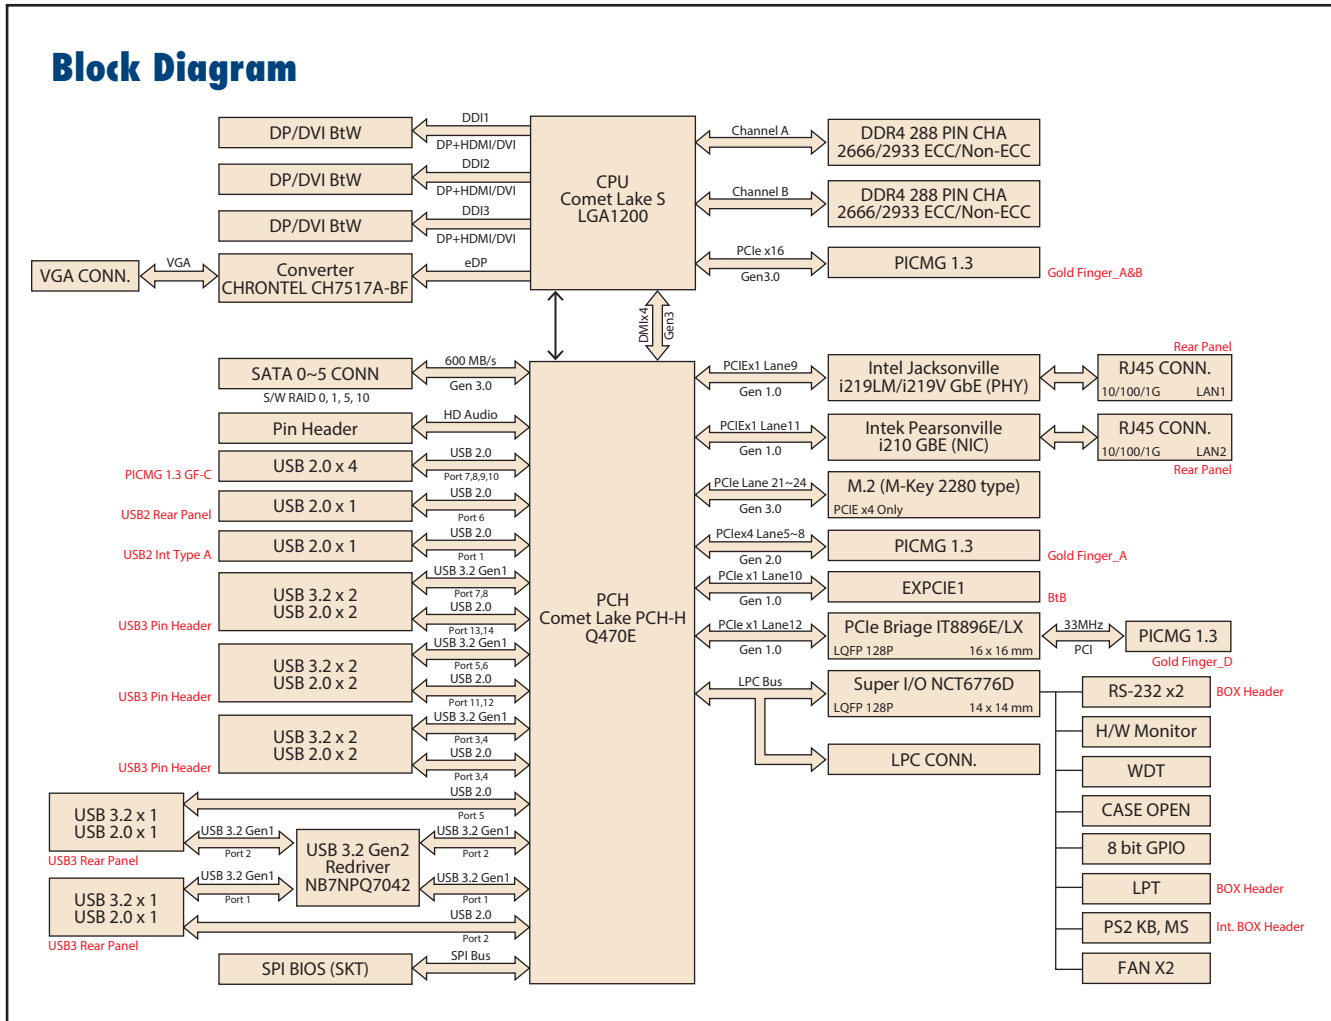 Block Diagram
DP/DVI BtW
DDI1
DP+HDMI/DVI
DP/DVI BtW
DDI2
DP+HDMI/DVI
DP/DVI BtW
DDI3
DP+HDMI/DVI
VGA CONN.
VGA
Converter
CHRONTEL CH7517A-BF
eDP
CPU
Comet Lake S
LGA1200
Channel A
DDR4 288 PIN CHA
2666/2933 ECC/Non-ECC
Channel B
DDR4 288 PIN CHA
2666/2933 ECC/Non-ECC
PCIe x16
Gen3.0
PICMG 1.3
Gold Finger_A&B
DMIx4
Gen3
SATA 0~5 CONN
S/W RAID 0, 1, 5, 10
600 MB/s
Gen 3.0
Pin Header
HD Audio
PICMG 1.3 GF-C
USB 2.0 x 4
USB 2.0
Port 7,8,9,10
USB2 Rear Panel
USB 2.0 x 1
USB 2.0
Port 6
USB2 Int Type A
USB 2.0 x 1
USB 2.0
Port 1
USB3 Pin Header
USB 3.2 x 2
USB 2.0 x 2
USB 3.2 Gen1
Port 7,8
USB 2.0
Port 13,14
USB3 Pin Header
USB 3.2 x 2
USB 2.0 x 2
USB 3.2 Gen1
Port 5,6
USB 2.0
Port 11,12
USB3 Pin Header
USB 3.2 x 2
USB 2.0 x 2
USB 3.2 Gen1
Port 3,4
USB 2.0
Port 3,4
USB 3.2 x 1
USB 2.0 x 1
USB3 Rear Panel
USB 2.0
Port 5
USB 3.2 Gen1
Port 2
USB 3.2 Gen2
Redriver
NB7NPQ7042
USB 3.2 Gen1
Port 2
USB 3.2 x 1
USB 2.0 x 1
USB3 Rear Panel
USB 3.2 Gen1
Port 1
USB 3.2 Gen1
Port 1
USB 2.0
Port 2
SPI BIOS (SKT)
SPI Bus
PCH
Comet Lake PCH-H
Q470E
PCIEx1 Lane9
Gen 1.0
Intel Jacksonville
i219LM/i219V GbE (PHY)
Rear Panel
RJ45 CONN.
10/100/1G LAN1
PCIEx1 Lane11
Gen 1.0
Intek Pearsonville
i210 GBE (NIC)
RJ45 CONN.
10/100/1G LAN2
Rear Panel
PCIe Lane 21~24
Gen 3.0
M.2 (M-Key 2280 type)
PCIE x4 Only
PCIex4 Lane5~8
Gen 2.0
PICMG 1.3
Gold Finger_A
PCIe x1 Lane10
Gen 1.0
EXPCIE1
BtB
PCIe x1 Lane12
Gen 1.0
PCIe Briage IT8896E/LX
LQFP 128P 16 x 16 mm
33MHz
PCI
PICMG 1.3
Gold Finger_D
LPC Bus
Super I/O NCT6776D
LQFP 128P 14 x 14 mm
LPC CONN.
RS-232 x2
BOX Header
H/W Monitor
WDT
CASE OPEN
8 bit GPIO
LPT
BOX Header
PS2 KB, MS
Int. BOX Header
FAN X2